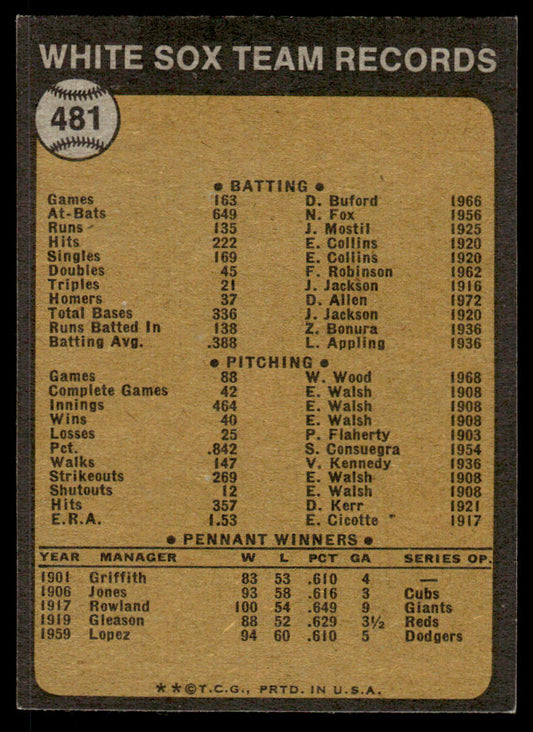 WHITE SOX TEAM RECORDS
481
• BATTING •
Games 163 D. Buford 1966
At-Bats 649 N. Fox 1956
Runs 135 J. Mostil 1925
Hits 222 E. Collins 1920
Singles 169 E. Collins 1920
Doubles 45 F. Robinson 1962
Triples 21 J. Jackson 1916
Homers 37 D. Allen 1972
Total Bases 336 J. Jackson 1920
Runs Batted In 138 Z. Bonura 1936
Batting Avg. .388 L. Appling 1936
• PITCHING •
Games 88 W. Wood 1968
Complete Games 42 E. Walsh 1908
Innings 464 E. Walsh 1908
Wins 40 E. Walsh 1908
Losses 25 P. Flaherty 1903
Pct. .842 S. Consuegra 1954
Walks 147 V. Kennedy 1936
Strikeouts 269 E. Walsh 1908
Shutouts 12 E. Walsh 1908
Hits 357 D. Kerr 1921
E.R.A. 1.53 E. Cicotte 1917
• PENNANT WINNERS •
YEAR MANAGER W L PCT GA SERIES OP.
1901 Griffith 83 53 .610 4 —
1906 Jones 93 58 .616 3 Cubs
1917 Rowland 100 54 .649 9 Giants
1919 Gleason 88 52 .629 3½ Reds
1959 Lopez 94 60 .610 5 Dodgers
**©T.C.G., PRTD. IN U.S.A.